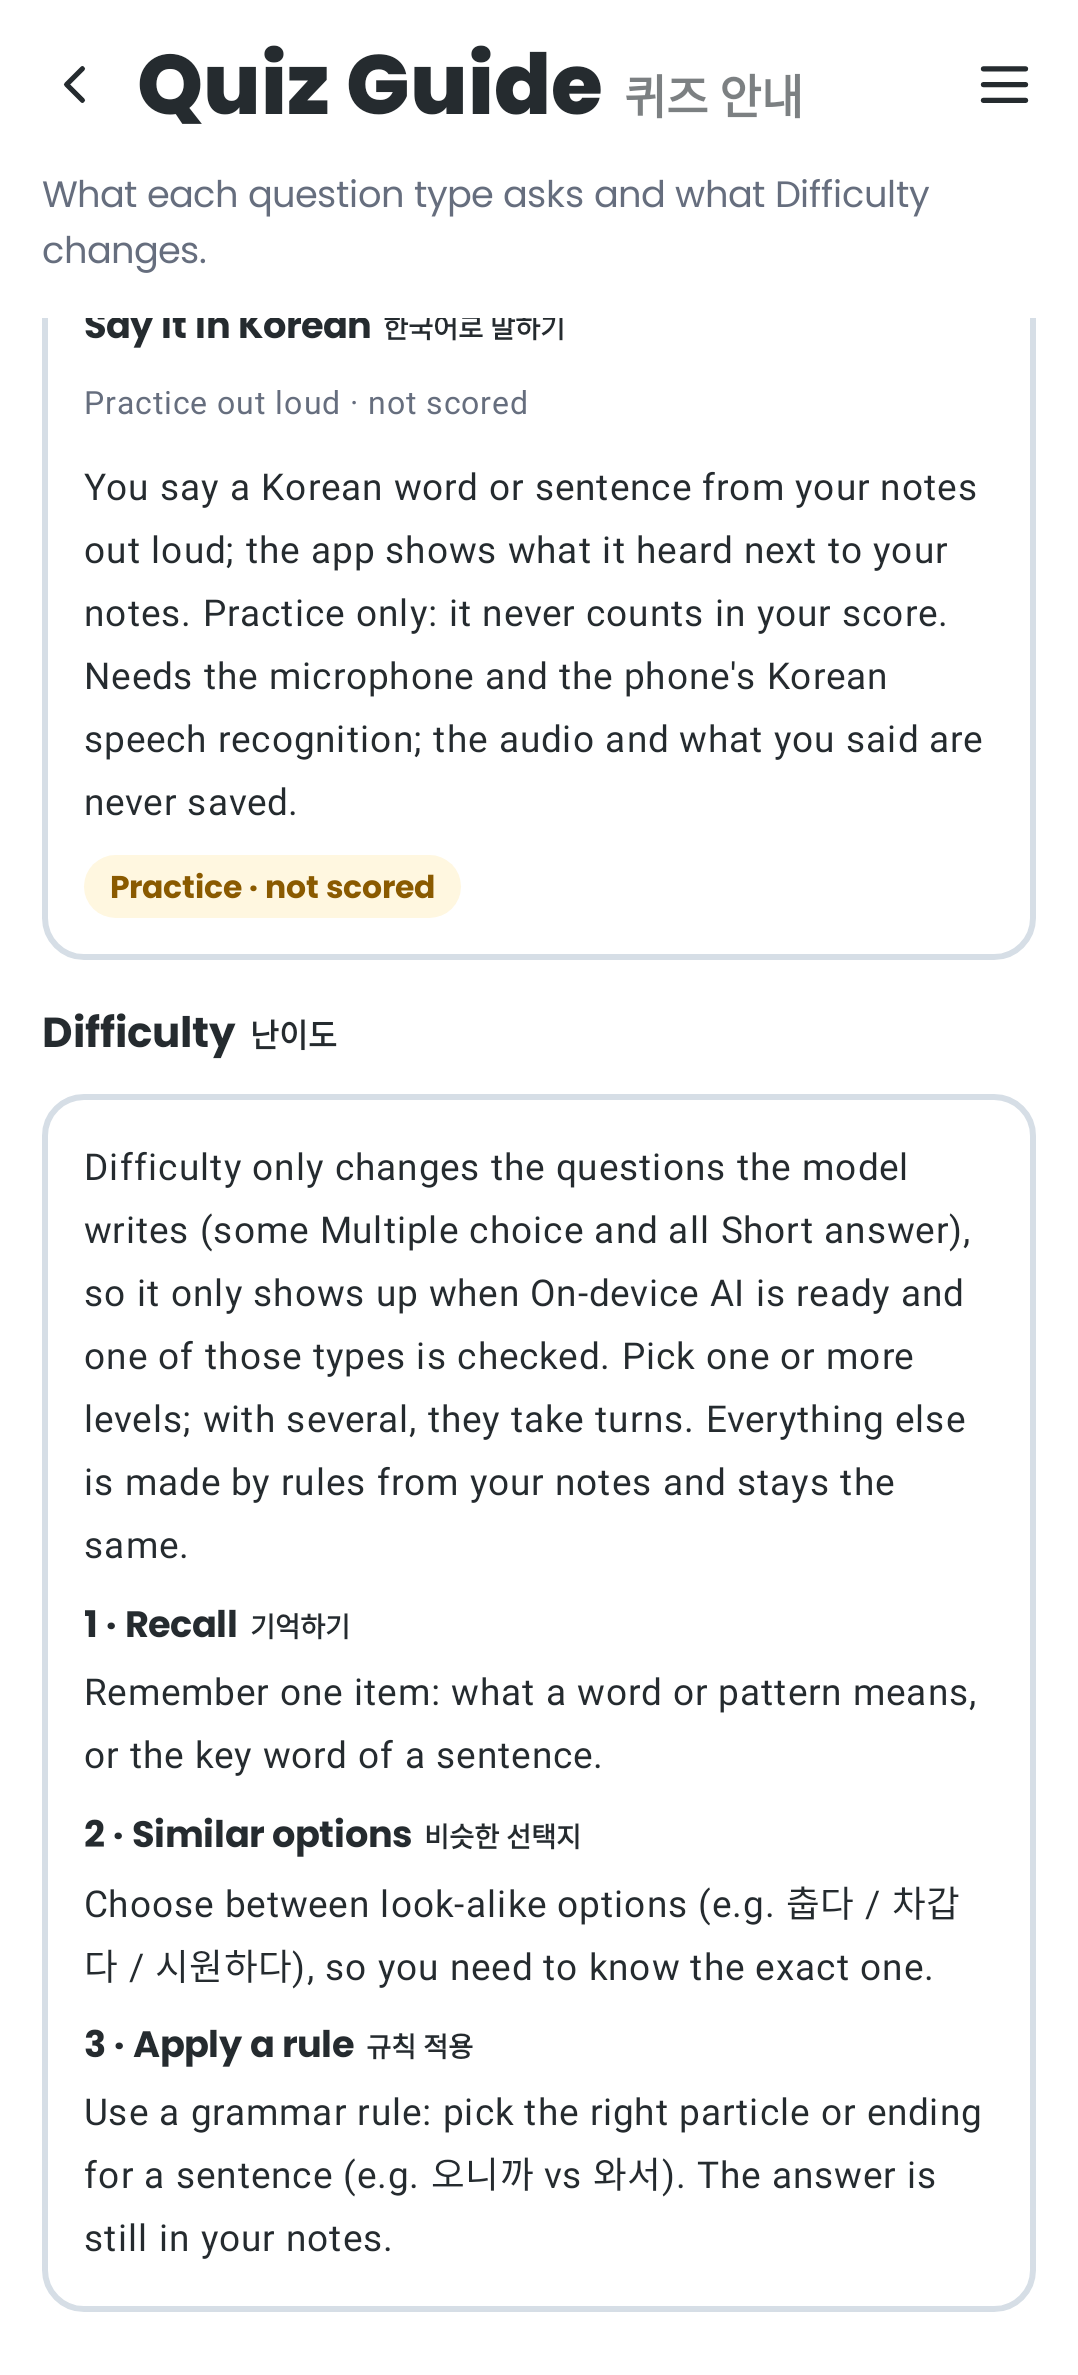 Quiz Guide 퀴즈 안내
What each question type asks and what Difficulty
changes.
Say it in Korean 한국어로 말하기
Practice out loud · not scored
You say a Korean word or sentence from your notes
out loud; the app shows what it heard next to your
notes. Practice only: it never counts in your score.
Needs the microphone and the phone's Korean
speech recognition; the audio and what you said are
never saved.
Practice · not scored
Difficulty 난이도
Difficulty only changes the questions the model
writes (some Multiple choice and all Short answer),
so it only shows up when On-device AI is ready and
one of those types is checked. Pick one or more
levels; with several, they take turns. Everything else
is made by rules from your notes and stays the
same.
1 · Recall 기억하기
Remember one item: what a word or pattern means,
or the key word of a sentence.
2 · Similar options 비슷한 선택지
Choose between look-alike options (e.g. 춥다 / 차갑
다 / 시원하다), so you need to know the exact one.
3 · Apply a rule 규칙 적용
Use a grammar rule: pick the right particle or ending
for a sentence (e.g. 오니까 vs 와서). The answer is
still in your notes.